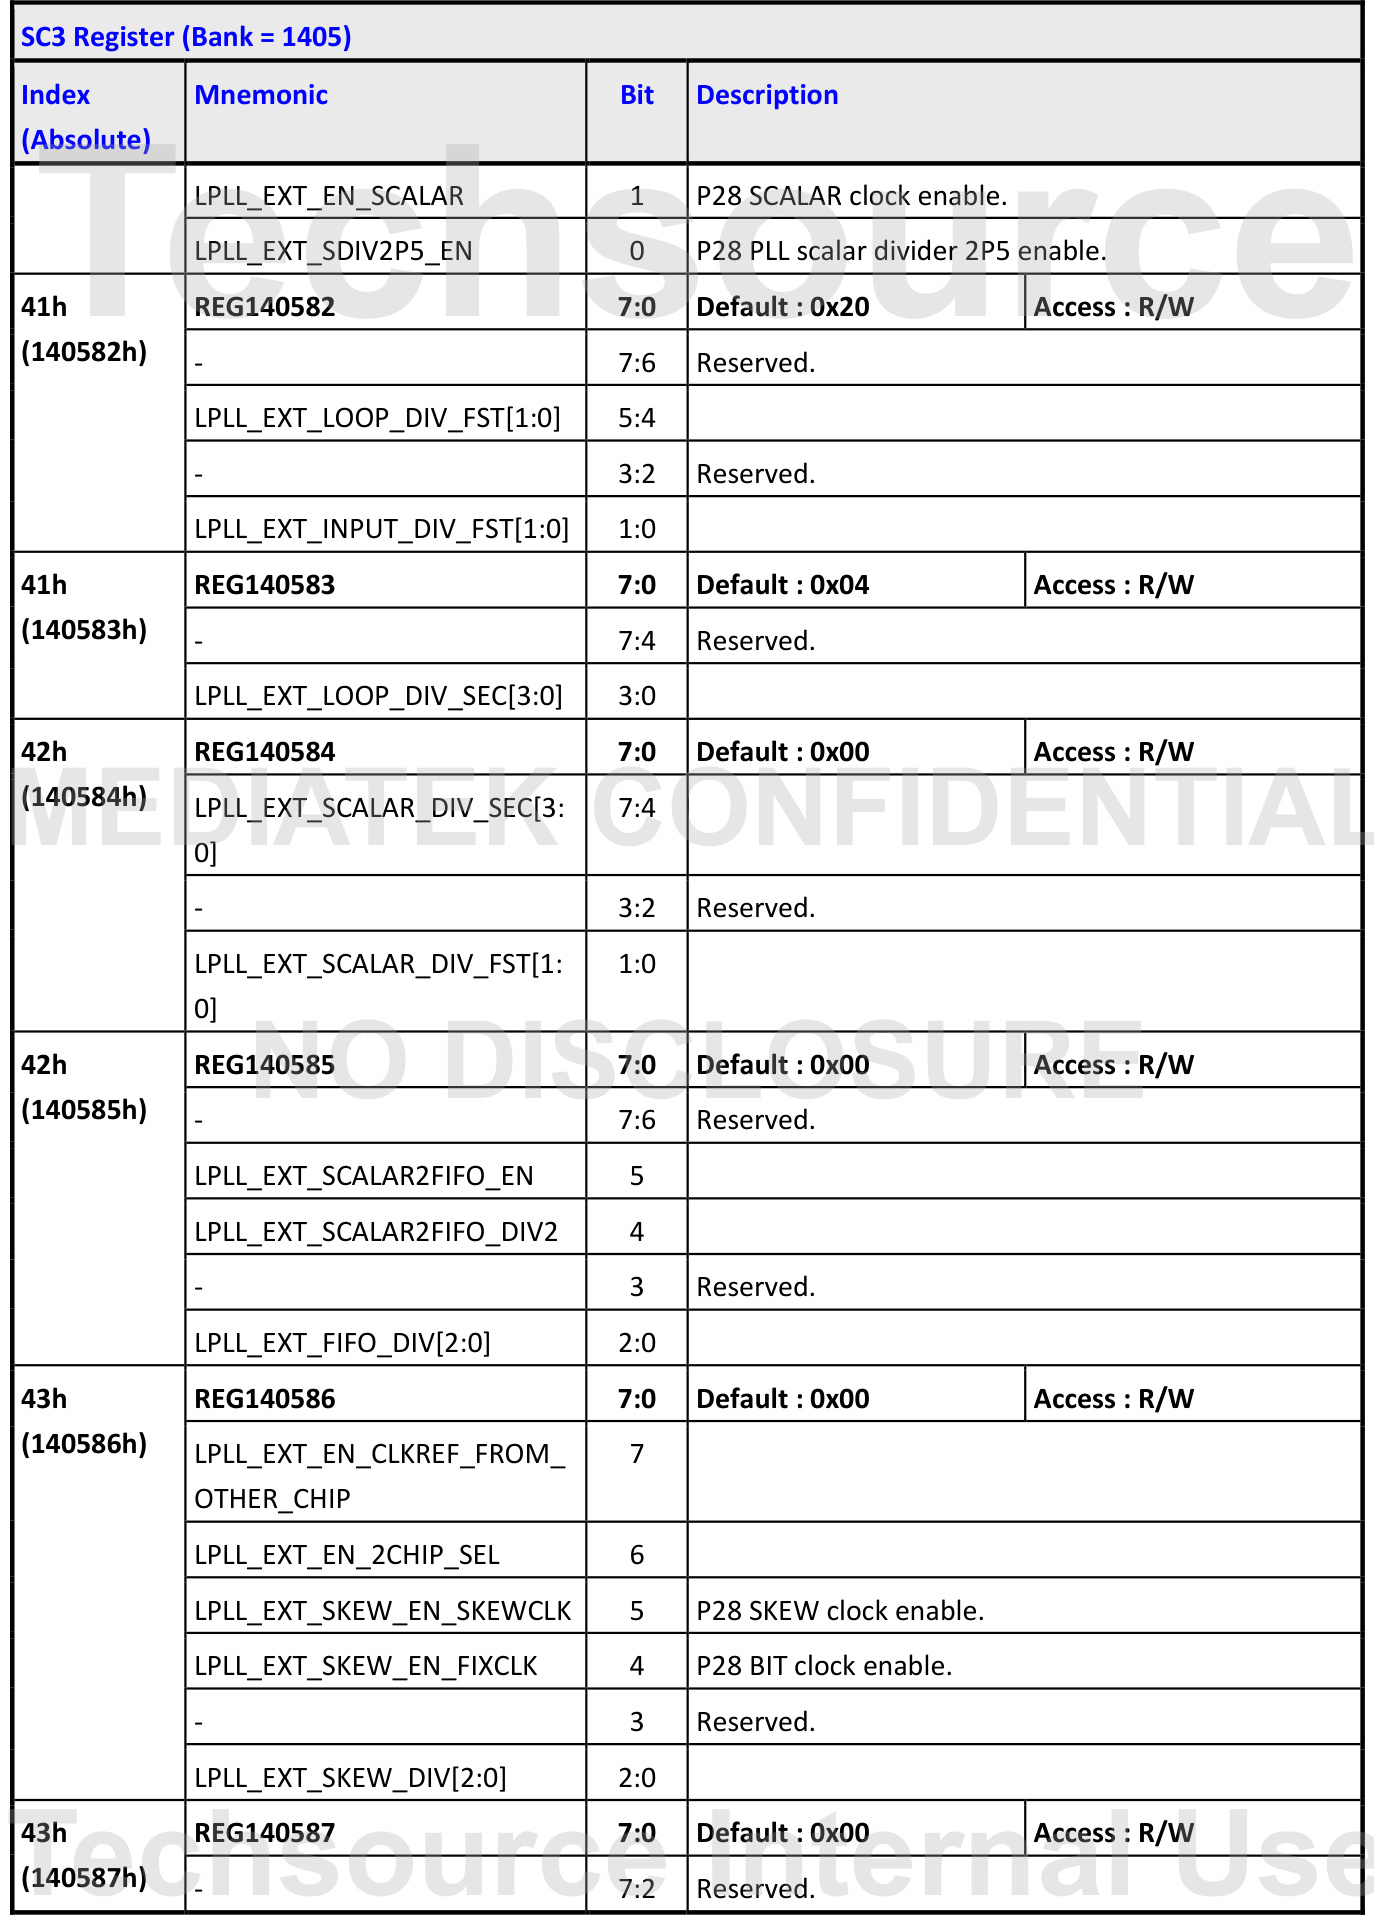 SC3 Register (Bank = 1405)
Index
(Absolute)
Mnemonic
Bit
Description
LPLL_EXT_EN_SCALAR
1
P28 SCALAR clock enable.
LPLL_EXT_SDIV2P5_EN
0
P28 PLL scalar divider 2P5 enable.
Techsource
41h
(140582h)
REG140582
7:0
Default : 0x20
Access : R/W
-
7:6
Reserved.
LPLL_EXT_LOOP_DIV_FST[1:0]
5:4
-
3:2
Reserved.
LPLL_EXT_INPUT_DIV_FST[1:0]
1:0
41h
(140583h)
REG140583
7:0
Default : 0x04
Access : R/W
-
7:4
Reserved.
LPLL_EXT_LOOP_DIV_SEC[3:0]
3:0
42h
(140584h)
REG140584
7:0
Default : 0x00
Access : R/W
MEDIATEK CONFIDENTIAL
LPLL_EXT_SCALAR_DIV_SEC[3:
0]
7:4
-
3:2
Reserved.
LPLL_EXT_SCALAR_DIV_FST[1:
0]
1:0
NO DISCLOSURE
42h
(140585h)
REG140585
7:0
Default : 0x00
Access : R/W
-
7:6
Reserved.
LPLL_EXT_SCALAR2FIFO_EN
5
LPLL_EXT_SCALAR2FIFO_DIV2
4
-
3
Reserved.
LPLL_EXT_FIFO_DIV[2:0]
2:0
43h
(140586h)
REG140586
7:0
Default : 0x00
Access : R/W
LPLL_EXT_EN_CLKREF_FROM_
OTHER_CHIP
7
LPLL_EXT_EN_2CHIP_SEL
6
LPLL_EXT_SKEW_EN_SKEWCLK
5
P28 SKEW clock enable.
LPLL_EXT_SKEW_EN_FIXCLK
4
P28 BIT clock enable.
-
3
Reserved.
LPLL_EXT_SKEW_DIV[2:0]
2:0
43h
(140587h)
REG140587
7:0
Default : 0x00
Access : R/W
-
7:2
Reserved.
Techsource Internal Use